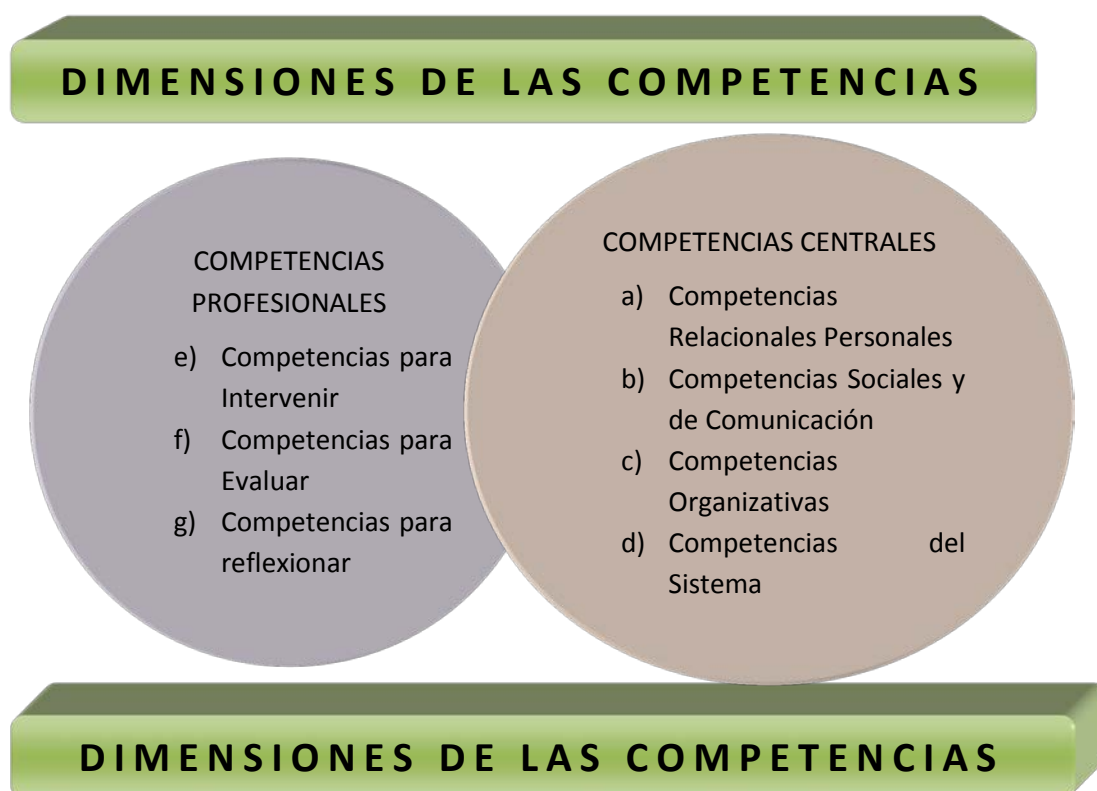 DIMENSIONES DE LAS COMPETENCIAS
COMPETENCIAS
PROFESIONALES
e) Competencias para
Intervenir
f) Competencias para
Evaluar
g) Competencias para
reflexionar
COMPETENCIAS CENTRALES
a) Competencias
Relacionales Personales
b) Competencias Sociales y
de Comunicación
c) Competencias
Organizativas
d) Competencias del
Sistema
DIMENSIONES DE LAS COMPETENCIAS